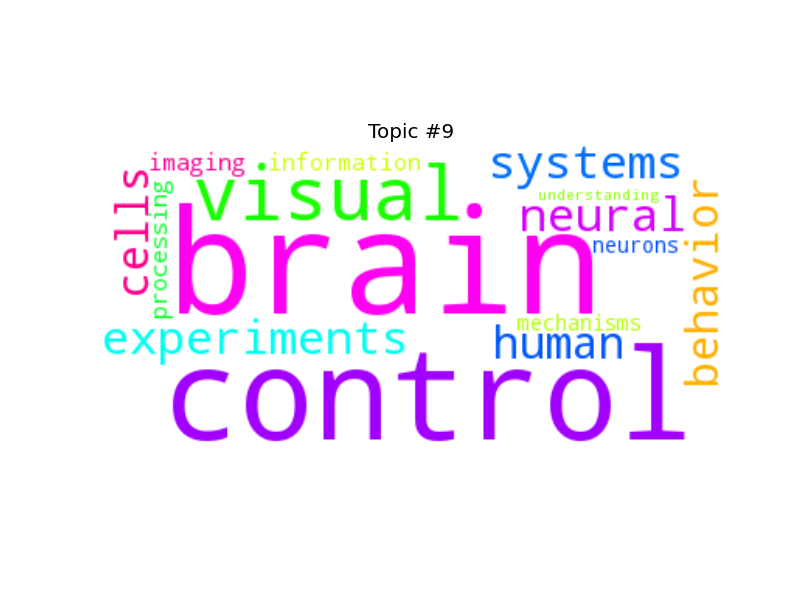 Topic #9
imaging
information
systems
cells
processing
visual
understanding
neural
neurons
behavior
brain
experiments
mechanisms
human
control